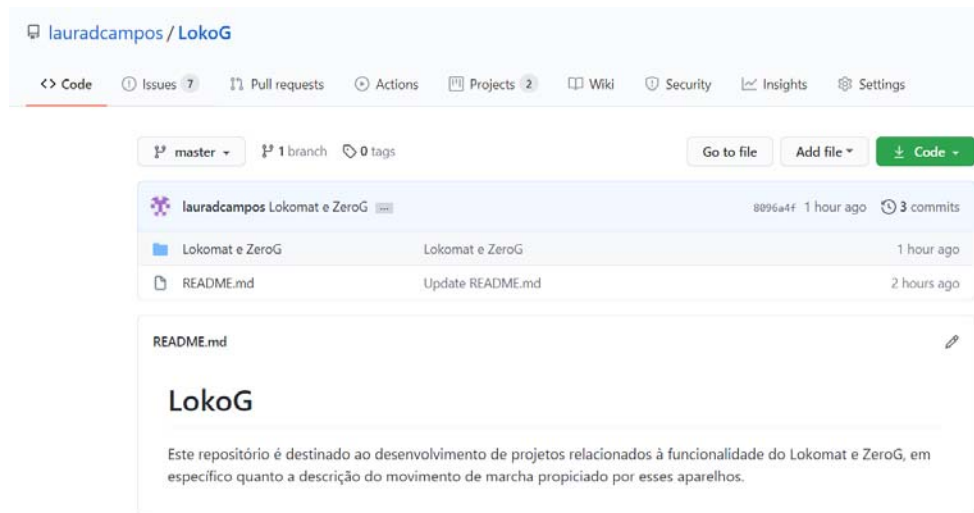 lauradcampos / LokoG
<> Code Issues 7 Pull requests Actions Projects 2 Wiki Security Insights Settings
master 1 branch 0 tags Go to file Add file Code
lauradcampos Lokomat e ZeroG ... 8096a4f 1 hour ago 3 commits
Lokomat e ZeroG Lokomat e ZeroG 1 hour ago
README.md Update README.md 2 hours ago
README.md
LokoG
Este repositório é destinado ao desenvolvimento de projetos relacionados à funcionalidade do Lokomat e ZeroG, em
específico quanto a descrição do movimento de marcha propiciado por esses aparelhos.